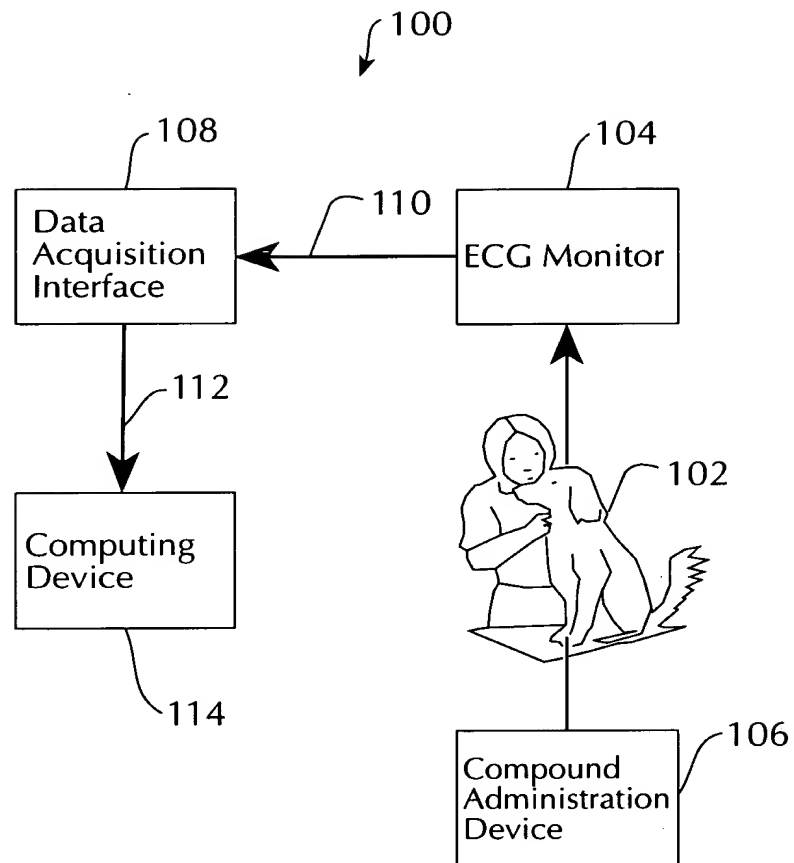 100
108
104
Data
Acquisition
Interface
110
ECG Monitor
112
102
Computing
Device
114
106
Compound
Administration
Device